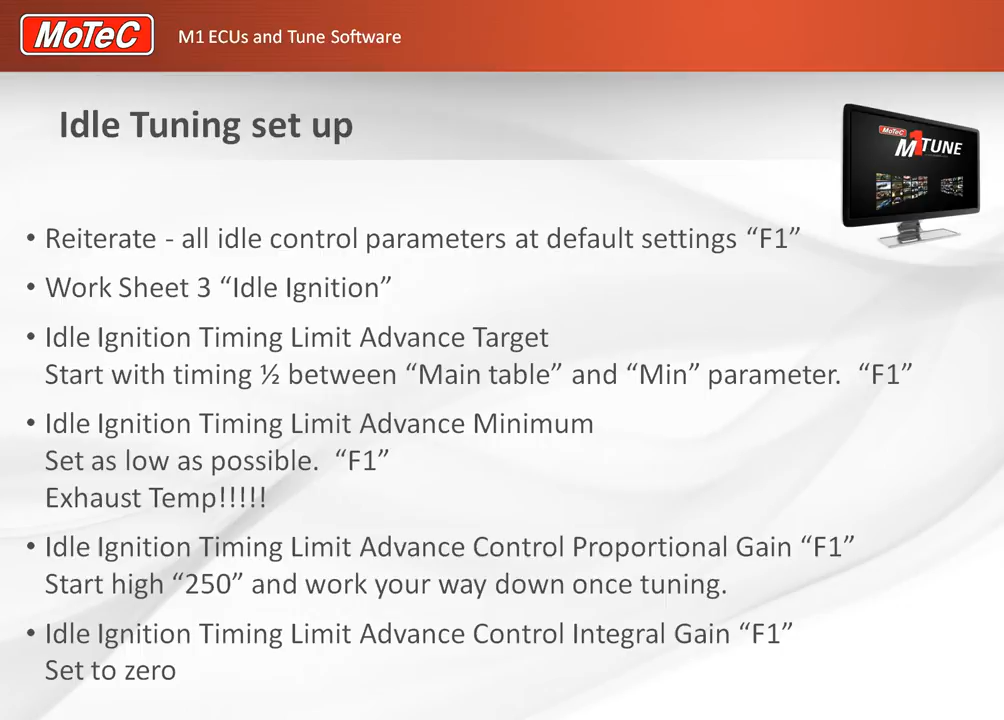 MoTeC
M1 ECUs and Tune Software
Idle Tuning set up
MoTeC
M1 TUNE
• Reiterate - all idle control parameters at default settings “F1”
• Work Sheet 3 “Idle Ignition”
• Idle Ignition Timing Limit Advance Target
Start with timing ½ between “Main table” and “Min” parameter. “F1”
• Idle Ignition Timing Limit Advance Minimum
Set as low as possible. “F1”
Exhaust Temp!!!!!
• Idle Ignition Timing Limit Advance Control Proportional Gain “F1”
Start high “250” and work your way down once tuning.
• Idle Ignition Timing Limit Advance Control Integral Gain “F1”
Set to zero